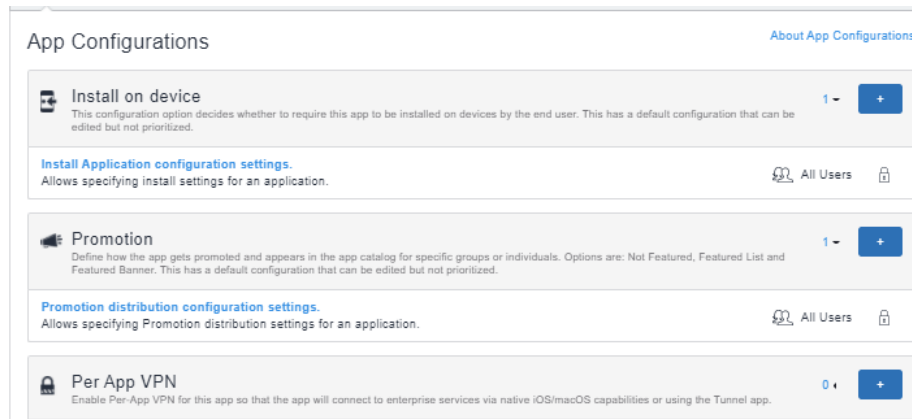 App Configurations
About App Configurations
Install on device
1
+
This configuration option decides whether to require this app to be installed on devices by the end user. This has a default configuration that can be
edited but not prioritized.
Install Application configuration settings.
Allows specifying install settings for an application.
All Users
Promotion
1
+
Define how the app gets promoted and appears in the app catalog for specific groups or individuals. Options are: Not Featured, Featured List and
Featured Banner. This has a default configuration that can be edited but not prioritized.
Promotion distribution configuration settings.
Allows specifying Promotion distribution settings for an application.
All Users
Per App VPN
0
+
Enable Per-App VPN for this app so that the app will connect to enterprise services via native iOS/macOS capabilities or using the Tunnel app.